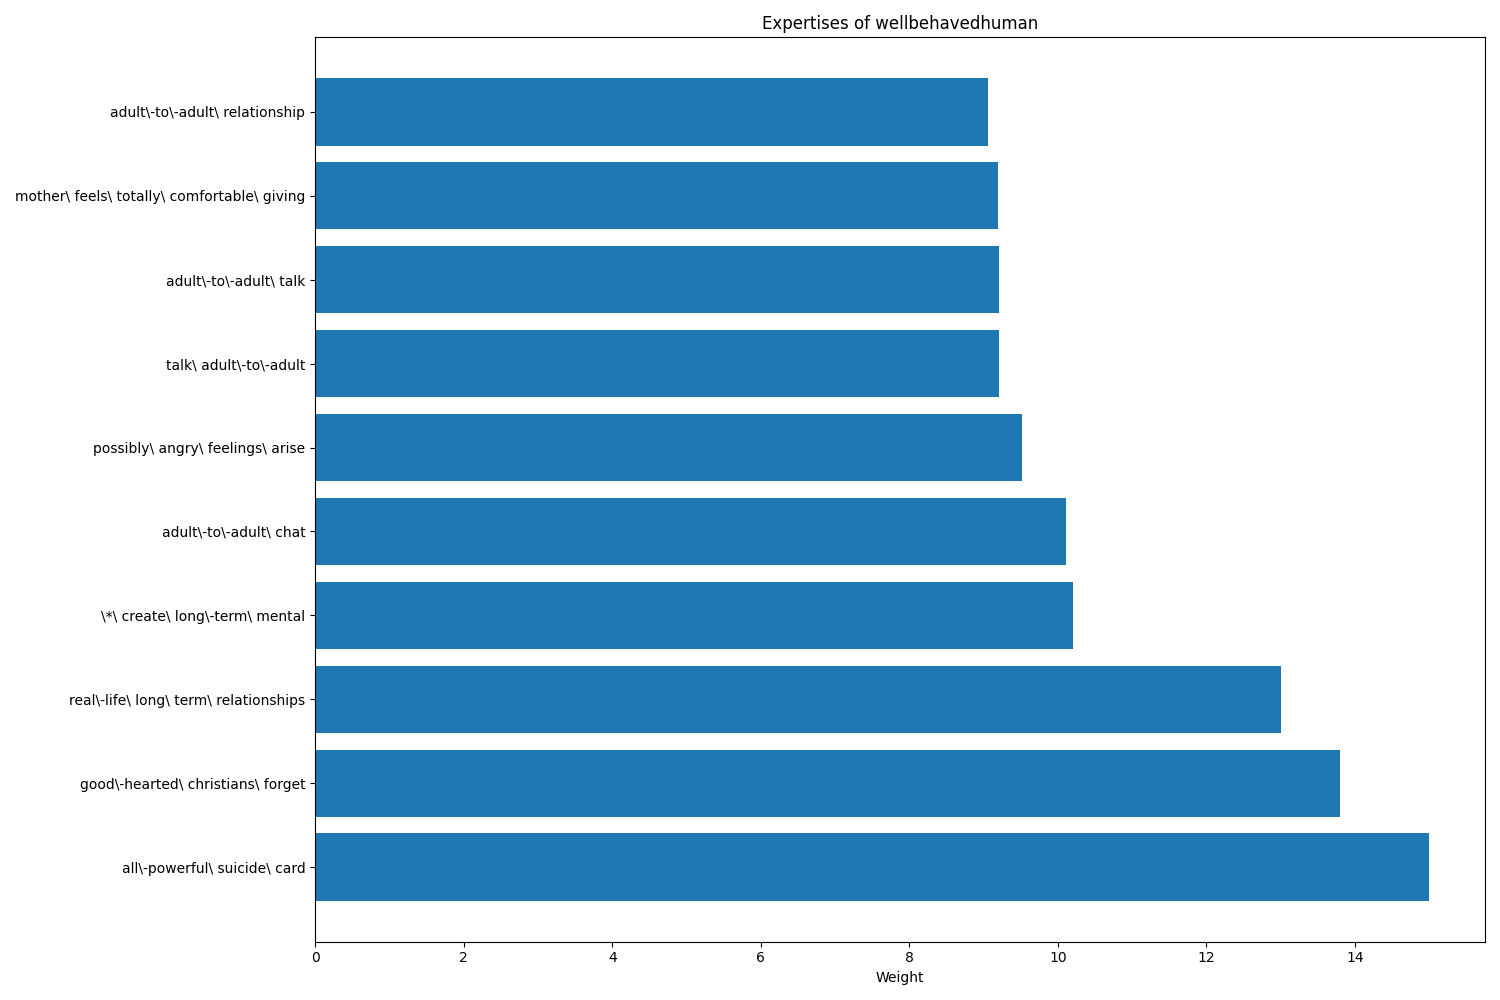 Expertises of wellbehavedhuman
adult\-to\-adult\ relationship
mother\ feels\ totally\ comfortable\ giving
adult\-to\-adult\ talk
talk\ adult\-to\-adult
possibly\ angry\ feelings\ arise
adult\-to\-adult\ chat
\*\ create\ long\-term\ mental
real\-life\ long\ term\ relationships
good\-hearted\ christians\ forget
all\-powerful\ suicide\ card
0 2 4 6 8 10 12 14
Weight